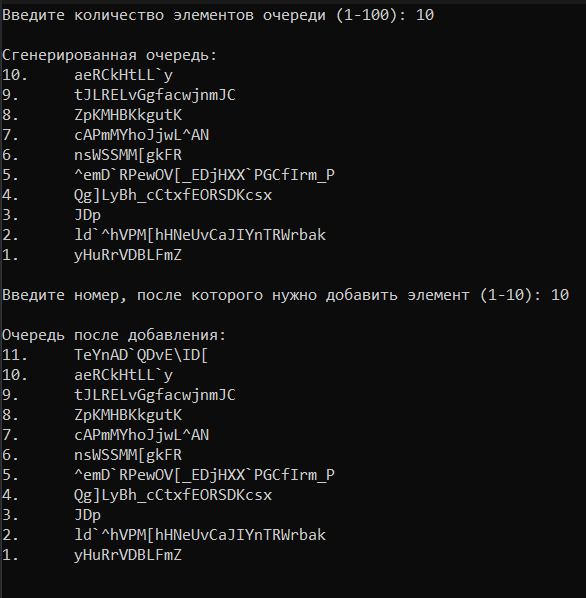 Введите количество элементов очереди (1-100): 10
Сгенерированная очередь:
10. aeRCkHtLL`y
9. tJLRELvGgfacwjnmJC
8. ZpKMHBKkgutK
7. cAPmMYhoJjwL^AN
6. nsWSSMM[gkFR
5. ^emD`RPewOV[_EDjHXX`PGCfIrm_P
4. Qg]LyBh_cCtxfEORSDKcsx
3. JDp
2. ld`^hVPM[hHNeUvCaJIYnTRWrbak
1. yHuRrVDBLFmZ
Введите номер, после которого нужно добавить элемент (1-10): 10
Очередь после добавления:
11. TeYnAD`QDvE\ID[
10. aeRCkHtLL`y
9. tJLRELvGgfacwjnmJC
8. ZpKMHBKkgutK
7. cAPmMYhoJjwL^AN
6. nsWSSMM[gkFR
5. ^emD`RPewOV[_EDjHXX`PGCfIrm_P
4. Qg]LyBh_cCtxfEORSDKcsx
3. JDp
2. ld`^hVPM[hHNeUvCaJIYnTRWrbak
1. yHuRrVDBLFmZ